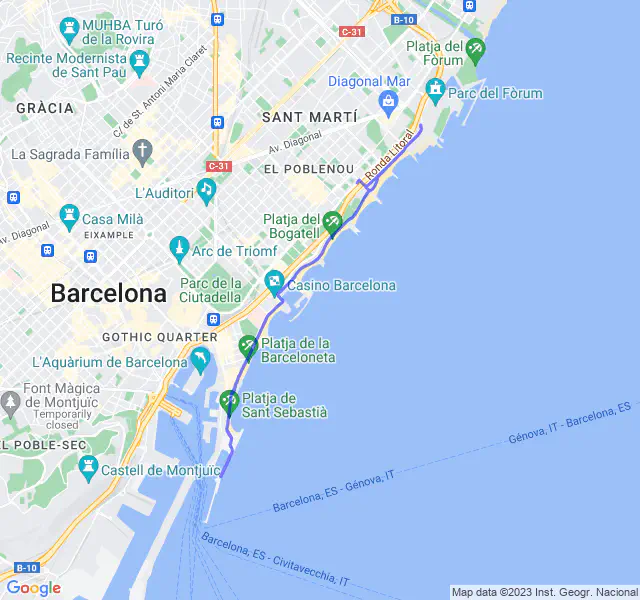 MUHBA Turó
de la Rovira
B-10
C-31
Platja del
Fòrum
Recinte Modernista
de Sant Pau
C/ de St. Antoni Maria Claret
Diagonal Mar
Parc del Fòrum
GRÀCIA
SANT MARTÍ
Av. Diagonal
Ronda Litoral
La Sagrada Família
C-31
EL POBLENOU
L'Auditori
Casa Milà
Platja del
Bogatell
Av. Diagonal
EIXAMPLE
Arc de Triomf
Parc de la
Ciutadella
Casino Barcelona
Barcelona
GOTHIC QUARTER
Platja de la
Barceloneta
L'Aquàrium de Barcelona
Font Màgica
de Montjuïc
Temporarily
closed
Platja de
Sant Sebastià
EL POBLE-SEC
Génova, IT - Barcelona, ES
Castell de Montjuïc
Barcelona, ES - Génova, IT
Barcelona, ES - Civitavecchia, IT
B-10
Google
Map data ©2023 Inst. Geogr. Nacional